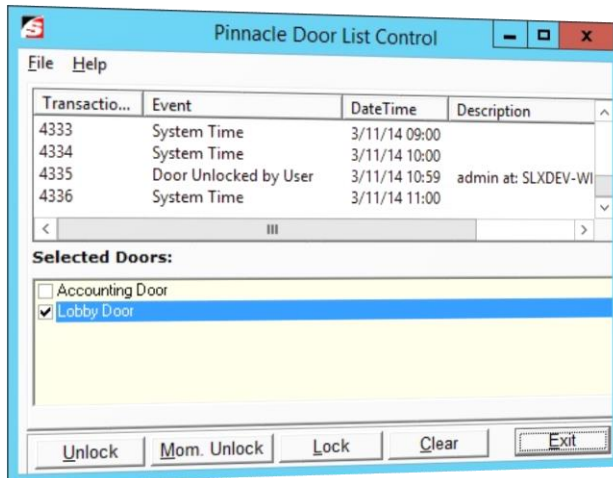 Pinnacle Door List Control
File Help
Transactio... Event DateTime Description
4333 System Time 3/11/14 09:00
4334 System Time 3/11/14 10:00
4335 Door Unlocked by User 3/11/14 10:59 admin at: SLXDEV-WI
4336 System Time 3/11/14 11:00
Selected Doors:
Accounting Door
Lobby Door
Unlock Mom. Unlock Lock Clear Exit